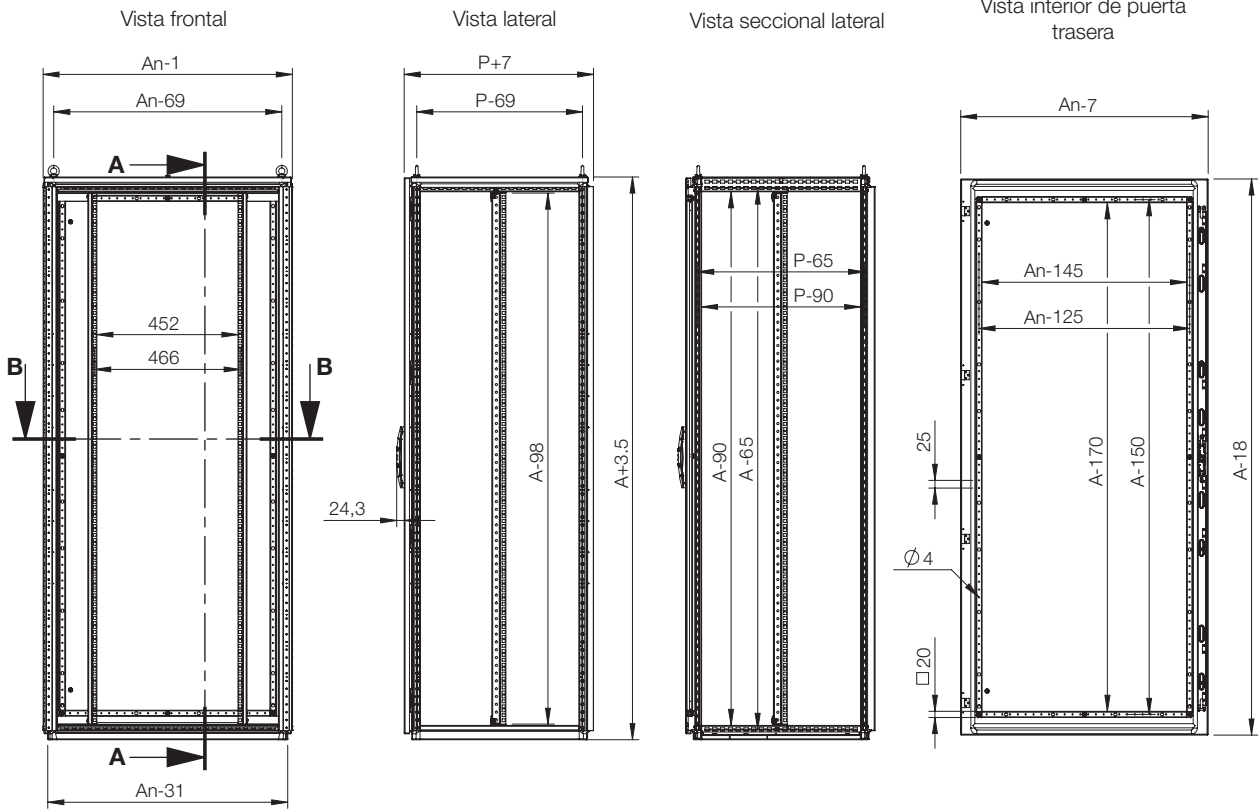 Vista frontal
An-1
An-69
A
452
466
B
B
A
An-31
Vista lateral
P+7
P-69
A-98
A+3.5
24,3
Vista seccional lateral
P-65
P-90
A-90
A-65
Vista interior de puerta
trasera
An-7
An-145
An-125
25
A-170
A-150
A-18
Ø 4
□ 20